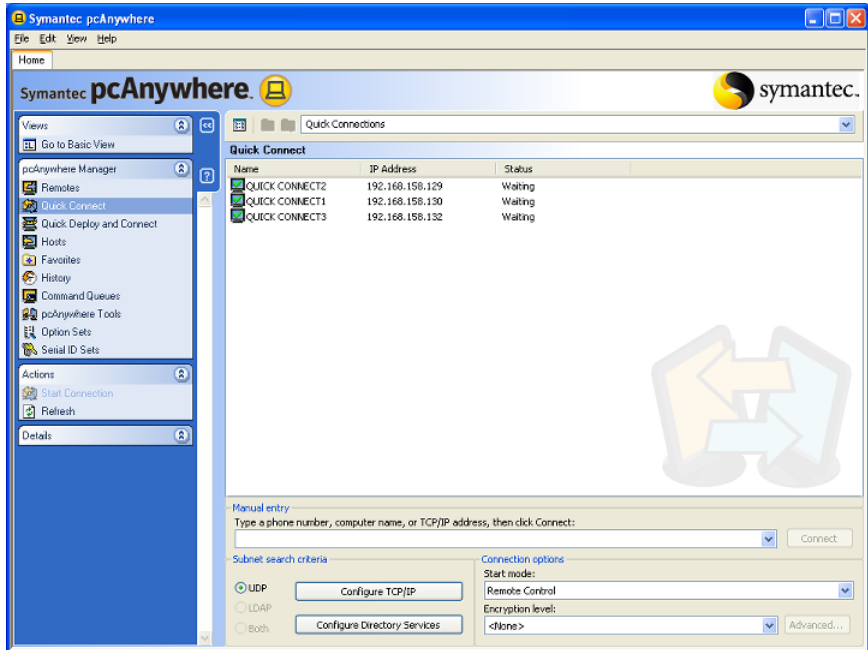 Symantec pcAnywhere
File Edit View Help
Home
Symantec pcAnywhere.
symantec.
Views
Go to Basic View
pcAnywhere Manager
Remotes
Quick Connect
Quick Deploy and Connect
Hosts
Favorites
History
Command Queues
pcAnywhere Tools
Option Sets
Serial ID Sets
Actions
Start Connection
Refresh
Details
Quick Connections
Quick Connect
Name IP Address Status
QUICK CONNECT2 192.168.158.129 Waiting
QUICK CONNECT1 192.168.158.130 Waiting
QUICK CONNECT3 192.168.158.132 Waiting
Manual entry
Type a phone number, computer name, or TCP/IP address, then click Connect:
Connect
Subnet search criteria
UDP
LDAP
Both
Configure TCP/IP
Configure Directory Services
Connection options
Start mode:
Remote Control
Encryption level:
<None>
Advanced...